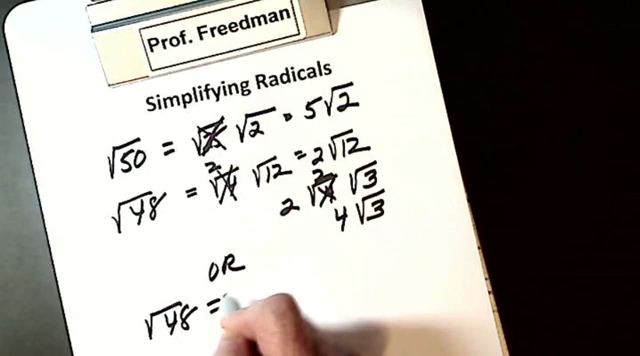 Prof. Freedman
Simplifying Radicals
√50 = √2 = 5√2
√48 = √4 √12 = 2√12
2 √4 √3
4√3
OR
√48 =